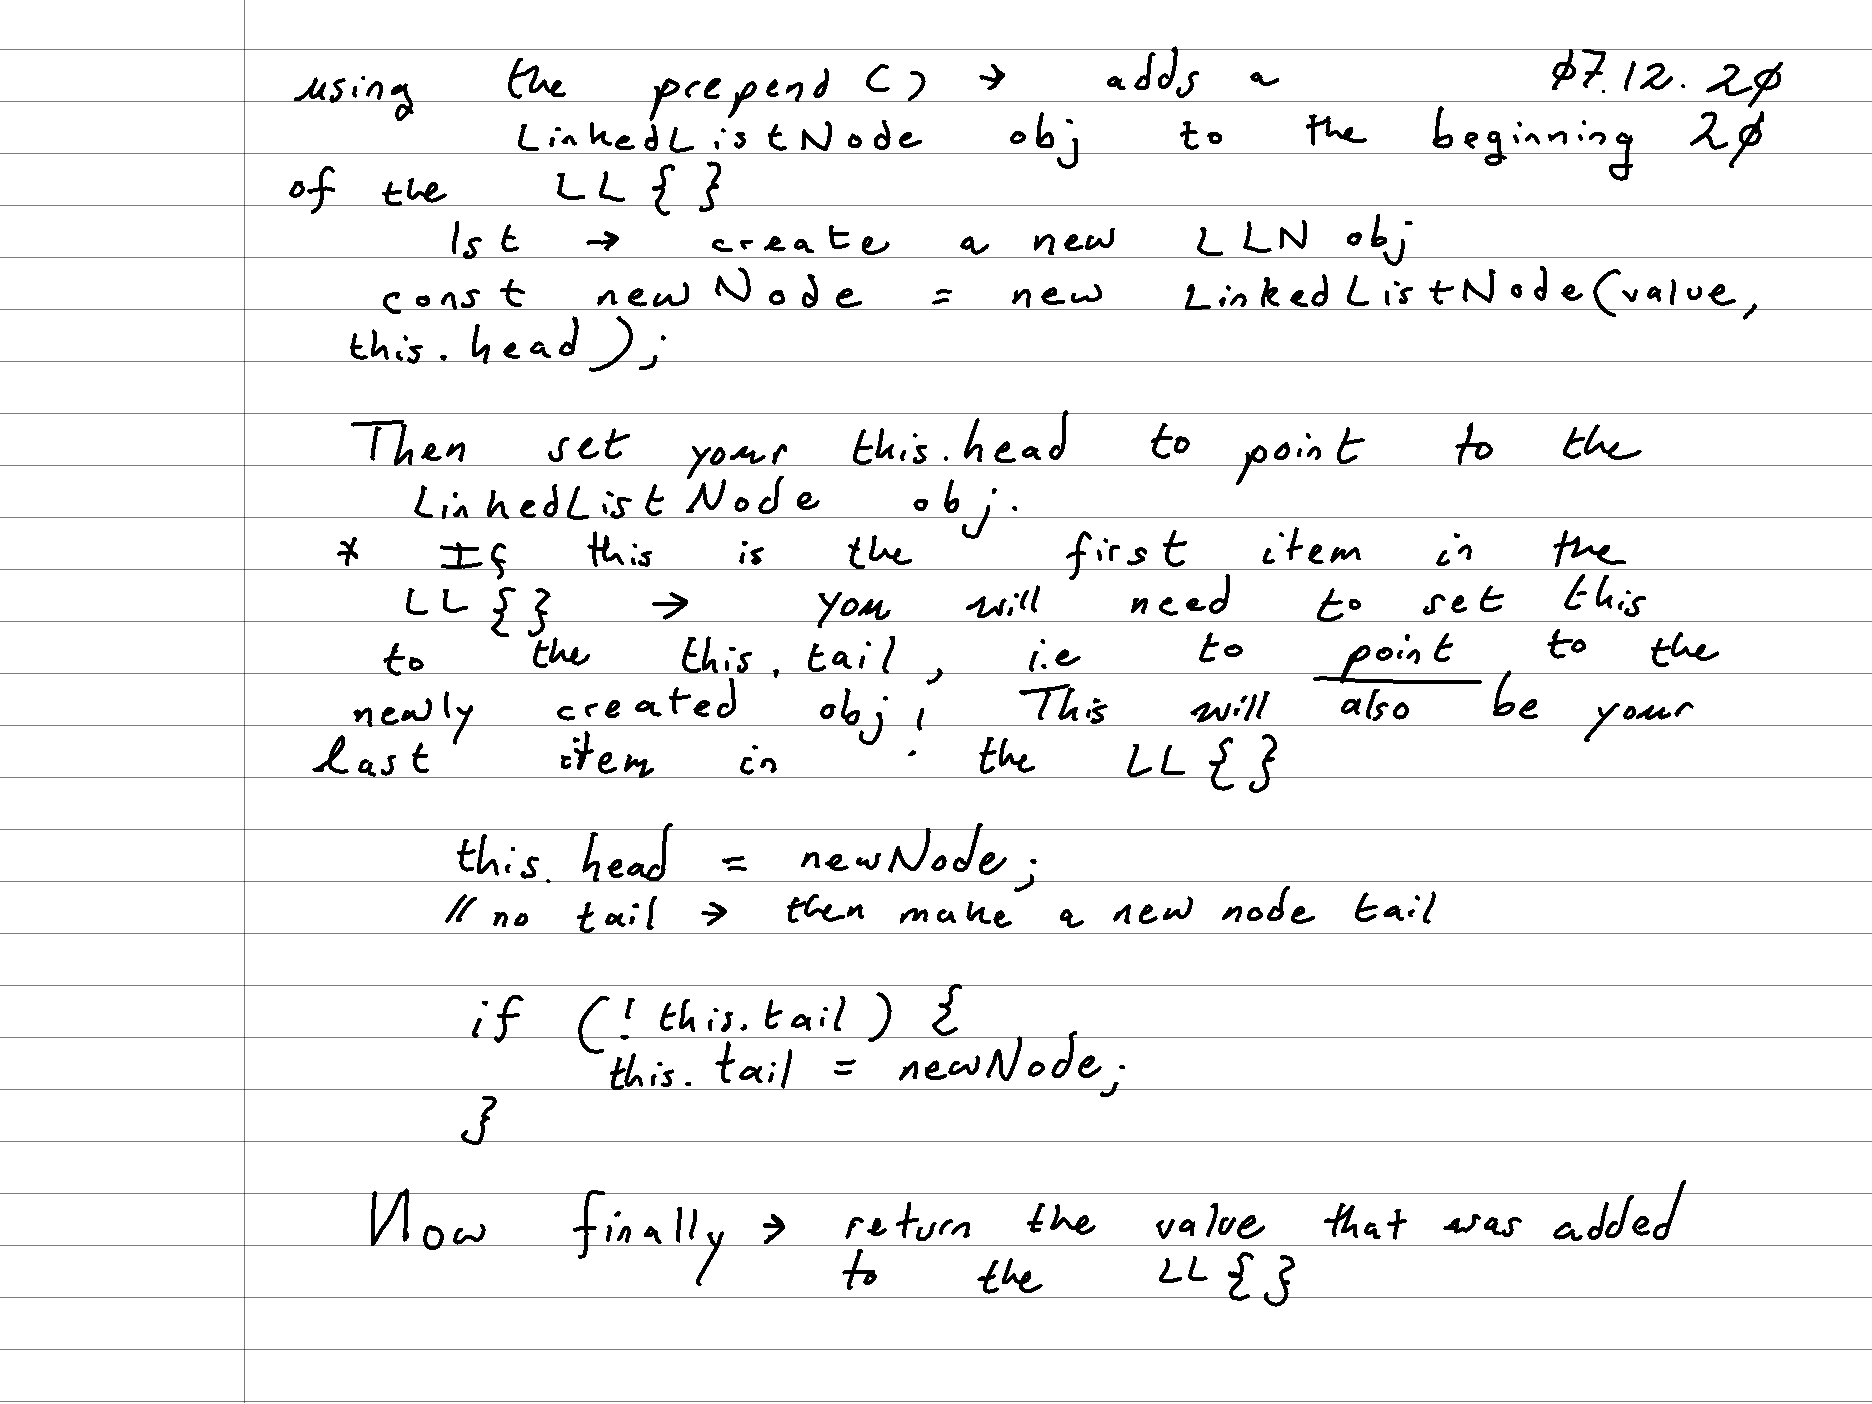 using the prepend () → adds a ø7.12.2ø
LinkedListNode obj to the beginning 2ø
of the LL {}
1st → create a new LLN obj
const newNode = new LinkedListNode(value,
this.head);
Then set your this.head to point to the
LinkedListNode obj.
* If this is the first item in the
LL {} → you will need to set this
to the this.tail, i.e to point to the
newly created obj! This will also be your
last item in the LL {}
this.head = newNode;
// no tail → then make a new node tail
if (!this.tail) {
this.tail = newNode;
}
Now finally → return the value that was added
to the LL {}